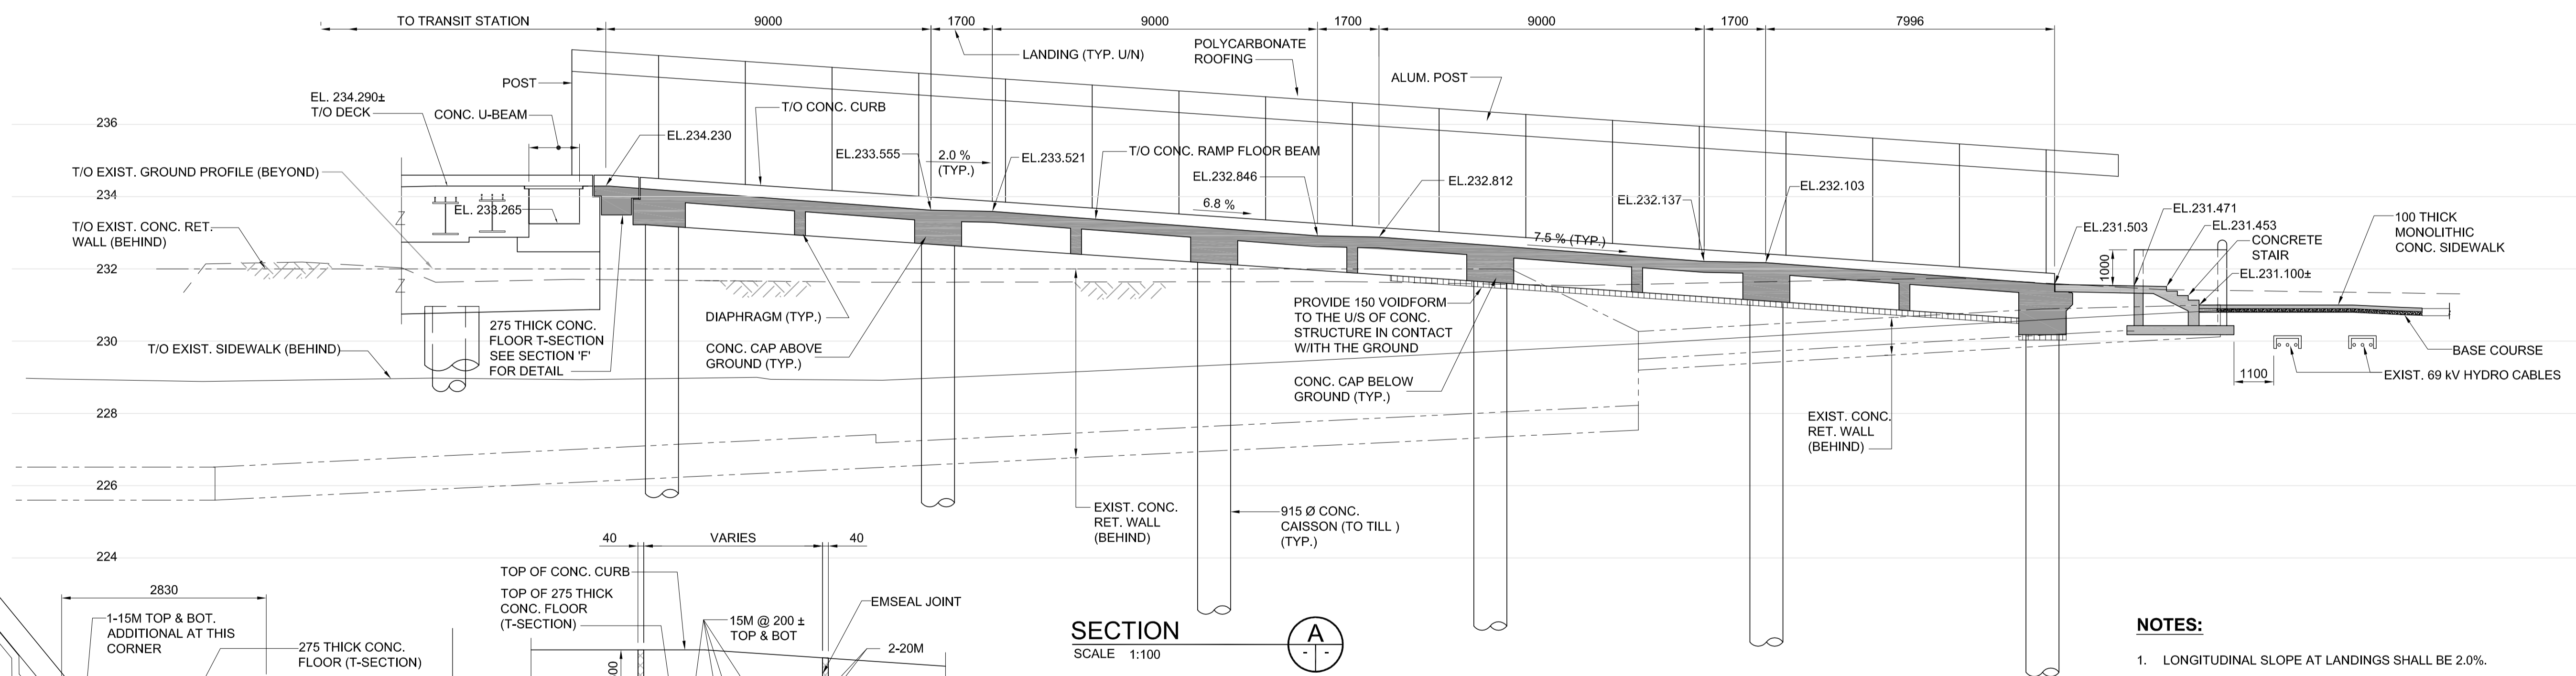 TO TRANSIT STATION
9000
1700
9000
1700
9000
1700
7996
LANDING (TYP. U/N)
POLYCARBONATE
ROOFING
POST
ALUM. POST
EL. 234.290±
T/O DECK
CONC. U-BEAM
T/O CONC. CURB
236
EL.234.230
EL.233.555
2.0 %
(TYP.)
EL.233.521
T/O CONC. RAMP FLOOR BEAM
T/O EXIST. GROUND PROFILE (BEYOND)
EL.232.846
EL.232.812
EL.232.137
EL.232.103
234
6.8 %
EL. 233.265
T/O EXIST. CONC. RET.
WALL (BEHIND)
7.5 % (TYP.)
EL.231.503
EL.231.471
EL.231.453
CONCRETE
STAIR
EL.231.100±
100 THICK
MONOLITHIC
CONC. SIDEWALK
1000
232
PROVIDE 150 VOIDFORM
TO THE U/S OF CONC.
STRUCTURE IN CONTACT
W/ITH THE GROUND
DIAPHRAGM (TYP.)
275 THICK CONC.
FLOOR T-SECTION
SEE SECTION 'F'
FOR DETAIL
CONC. CAP ABOVE
GROUND (TYP.)
230
T/O EXIST. SIDEWALK (BEHIND)
BASE COURSE
1100
EXIST. 69 kV HYDRO CABLES
CONC. CAP BELOW
GROUND (TYP.)
228
EXIST. CONC.
RET. WALL
(BEHIND)
226
EXIST. CONC.
RET. WALL
(BEHIND)
915 Ø CONC.
CAISSON (TO TILL )
(TYP.)
224
40
VARIES
40
TOP OF CONC. CURB
TOP OF 275 THICK
CONC. FLOOR
(T-SECTION)
EMSEAL JOINT
15M @ 200 ±
TOP & BOT
2-20M
2830
1-15M TOP & BOT.
ADDITIONAL AT THIS
CORNER
275 THICK CONC.
FLOOR (T-SECTION)
SECTION
SCALE 1:100
A
- -
NOTES:
1. LONGITUDINAL SLOPE AT LANDINGS SHALL BE 2.0%.